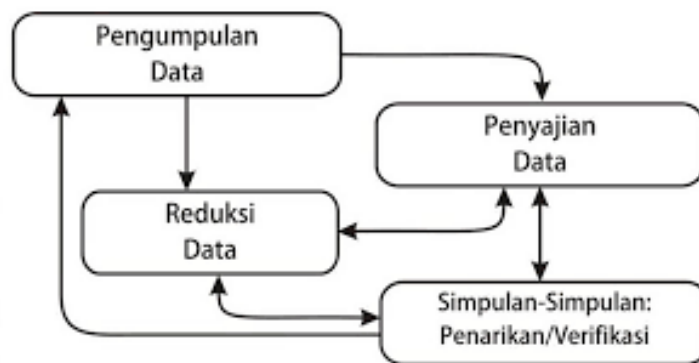 Pengumpulan
Data
Penyajian
Data
Reduksi
Data
Simpulan-Simpulan:
Penarikan/Verifikasi